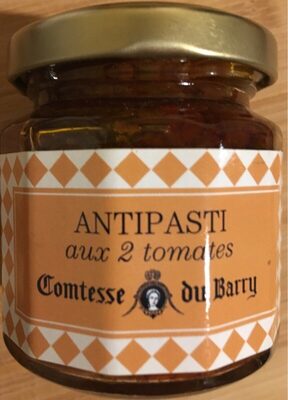 ANTIPASTI
aux 2 tomates
Comtesse du Barry